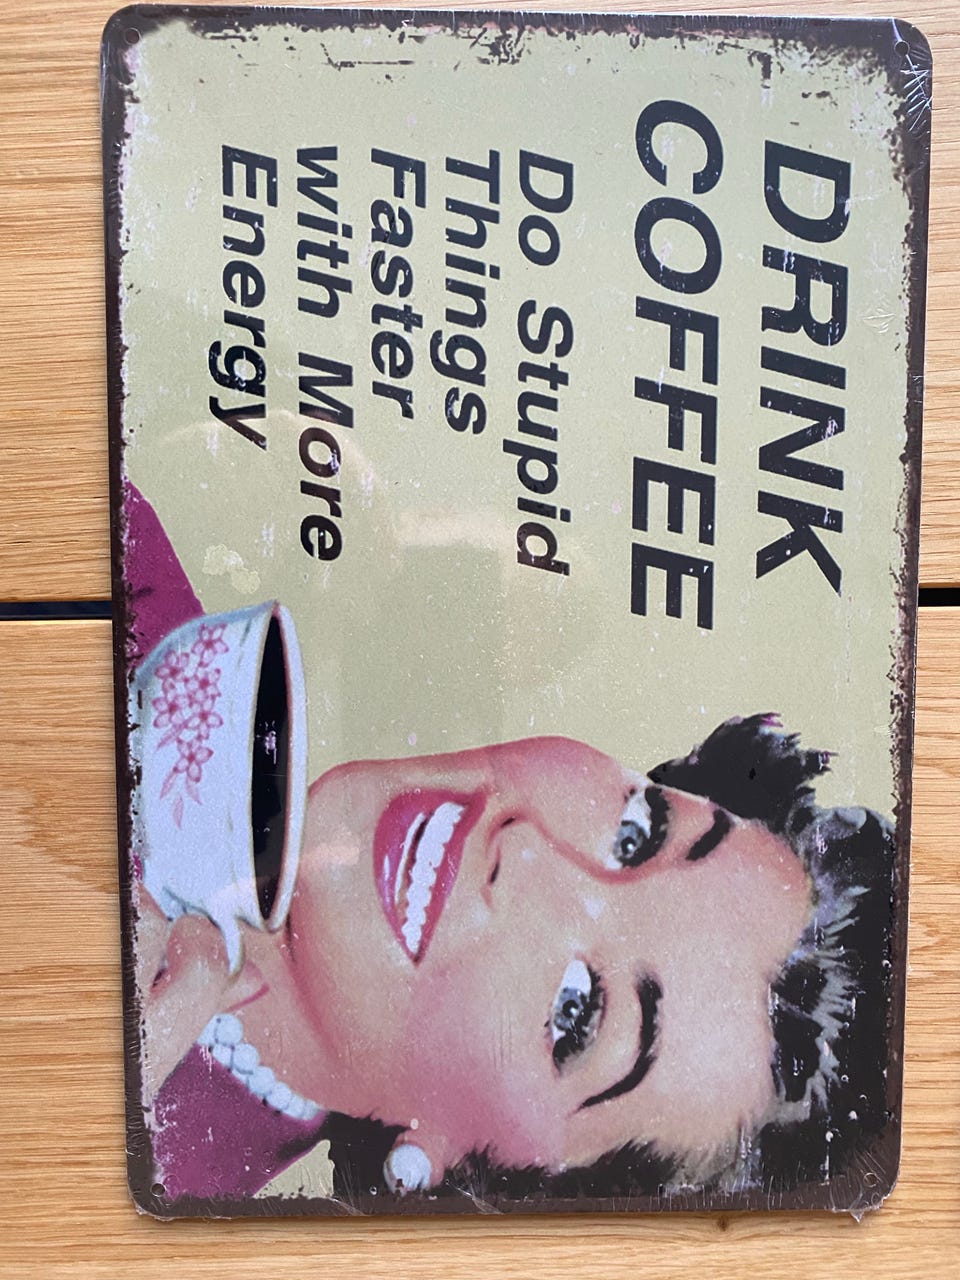 DRINK
COFFEE
Do Stupid
Things
Faster
with More
Energy